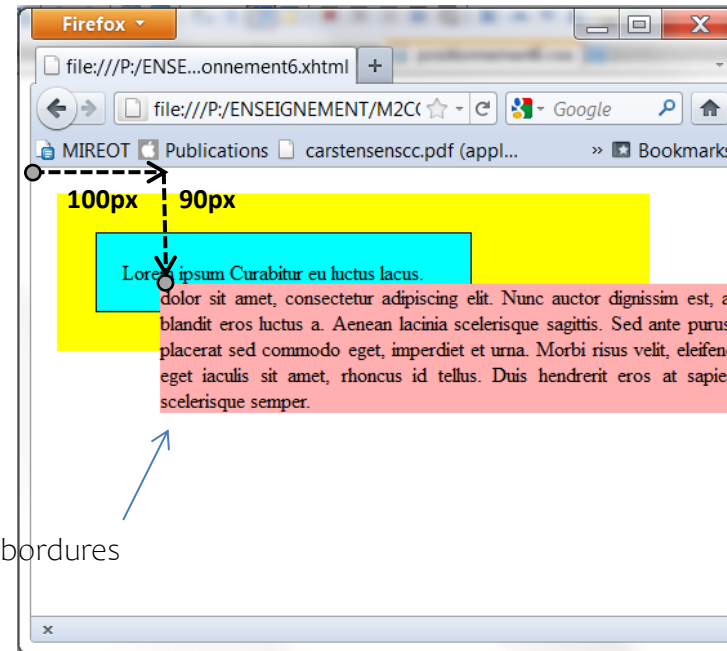 Firefox
file:///P:/ENSE...onnement6.xhtml +
file:///P:/ENSEIGNEMENT/M2C( Google
MIREOT Publications carstensenscc.pdf (appl... » Bookmarks
100px 90px
Lorem ipsum Curabitur eu luctus lacus.
dolor sit amet, consectetur adipiscing elit. Nunc auctor dignissim est, a
blandit eros luctus a. Aenean lacinia scelerisque sagittis. Sed ante purus
placerat sed commodo eget, imperdiet et urna. Morbi risus velit, eleifend
eget iaculis sit amet, rhoncus id tellus. Duis hendrerit eros at sapie
scelerisque semper.
bordures
x